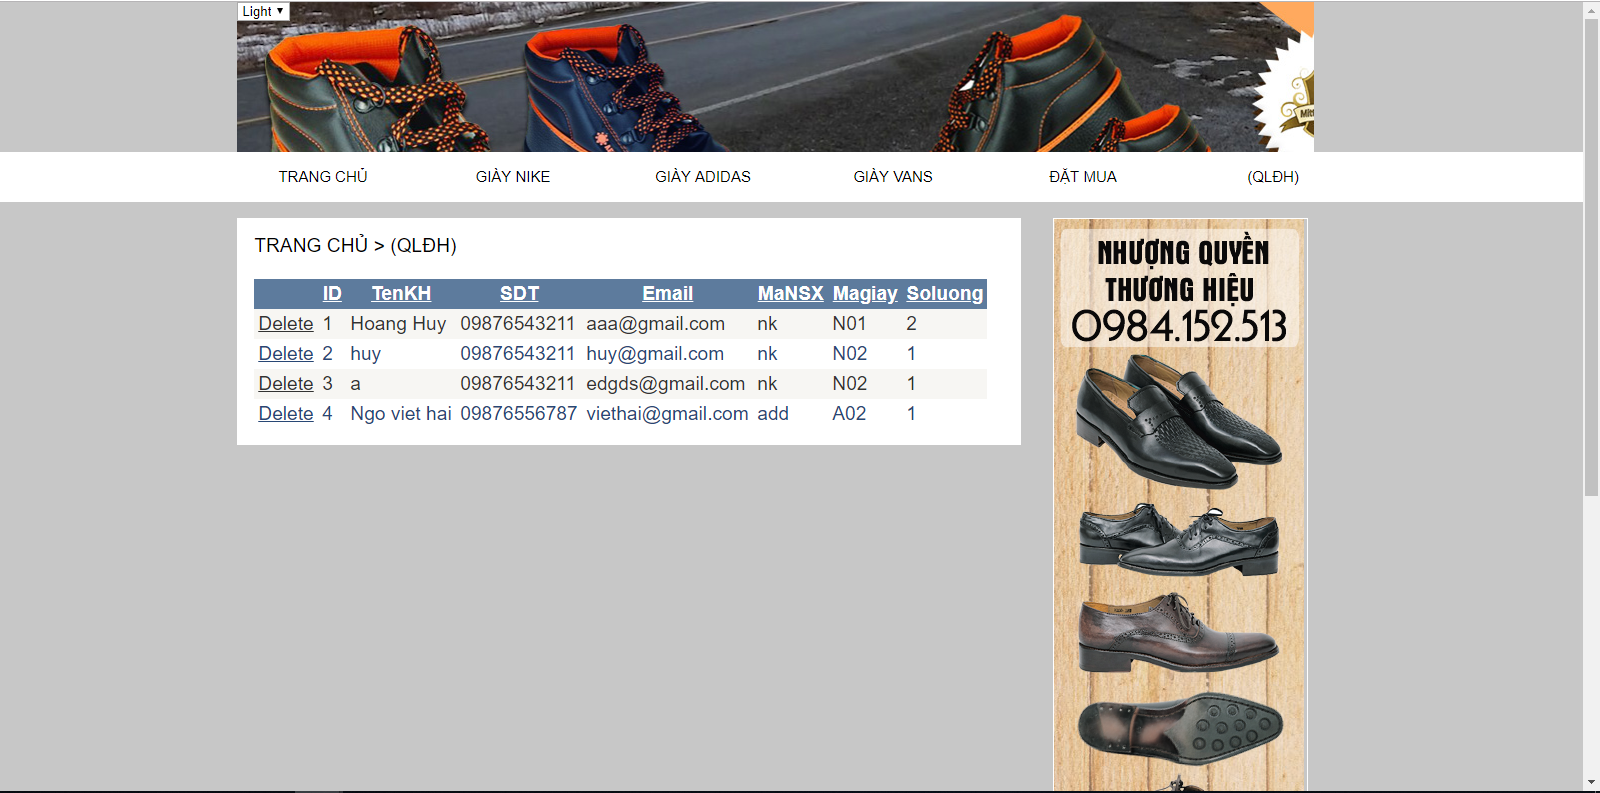 Light
TRANG CHỦ GIÀY NIKE GIÀY ADIDAS GIÀY VANS ĐẶT MUA (QLĐH)
TRANG CHỦ > (QLĐH)
ID TenKH SDT Email MaNSX Magiay Soluong
Delete 1 Hoang Huy 09876543211 aaa@gmail.com nk N01 2
Delete 2 huy 09876543211 huy@gmail.com nk N02 1
Delete 3 a 09876543211 edgds@gmail.com nk N02 1
Delete 4 Ngo viet hai 09876556787 viethai@gmail.com add A02 1
NHƯỢNG QUYỀN
THƯƠNG HIỆU
0984.152.513